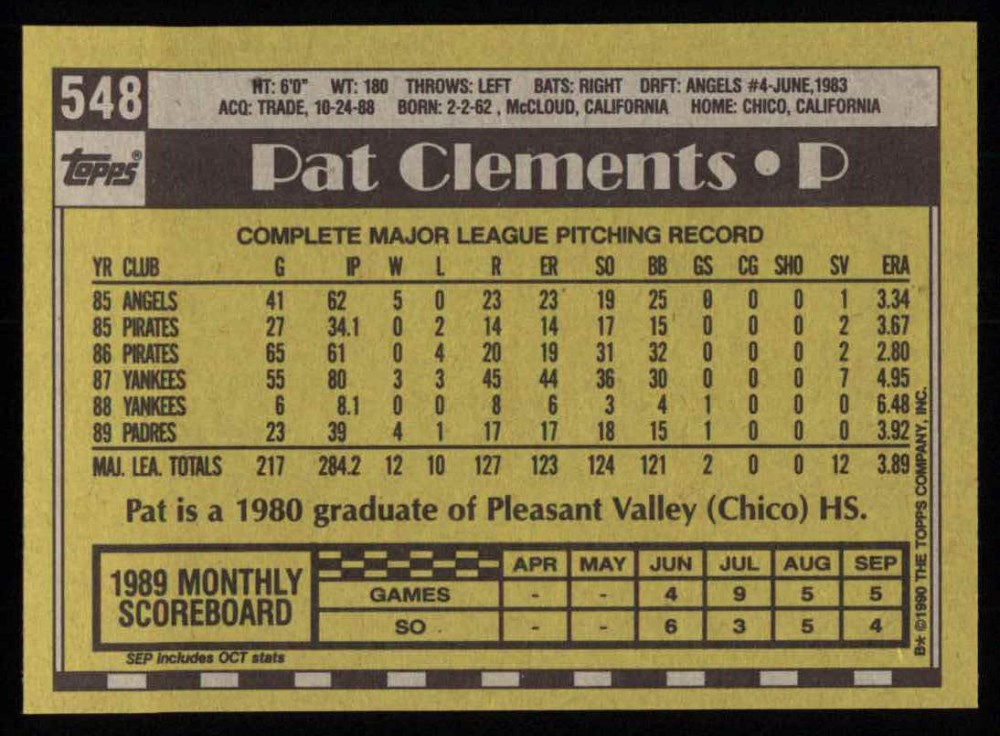 548
HT: 6'0" WT: 180 THROWS: LEFT BATS: RIGHT DRFT: ANGELS #4-JUNE,1983
ACQ: TRADE, 10-24-88 BORN: 2-2-62 , McCLOUD, CALIFORNIA HOME: CHICO, CALIFORNIA
Topps®
Pat Clements • P
COMPLETE MAJOR LEAGUE PITCHING RECORD
YR CLUB G IP W L R ER SO BB GS CG SHO SV ERA
85 ANGELS 41 62 5 0 23 23 19 25 0 0 0 1 3.34
85 PIRATES 27 34.1 0 2 14 14 17 15 0 0 0 2 3.67
86 PIRATES 65 61 0 4 20 19 31 32 0 0 0 2 2.80
87 YANKEES 55 80 3 3 45 44 36 30 0 0 0 7 4.95
88 YANKEES 6 8.1 0 0 8 6 3 4 1 0 0 0 6.48
89 PADRES 23 39 4 1 17 17 18 15 1 0 0 0 3.92
MAJ. LEA. TOTALS 217 284.2 12 10 127 123 124 121 2 0 0 12 3.89
Pat is a 1980 graduate of Pleasant Valley (Chico) HS.
1989 MONTHLY SCOREBOARD
APR MAY JUN JUL AUG SEP
GAMES - - 4 9 5 5
SO - - 6 3 5 4
SEP includes OCT stats
B* ©1990 THE TOPPS COMPANY, INC.